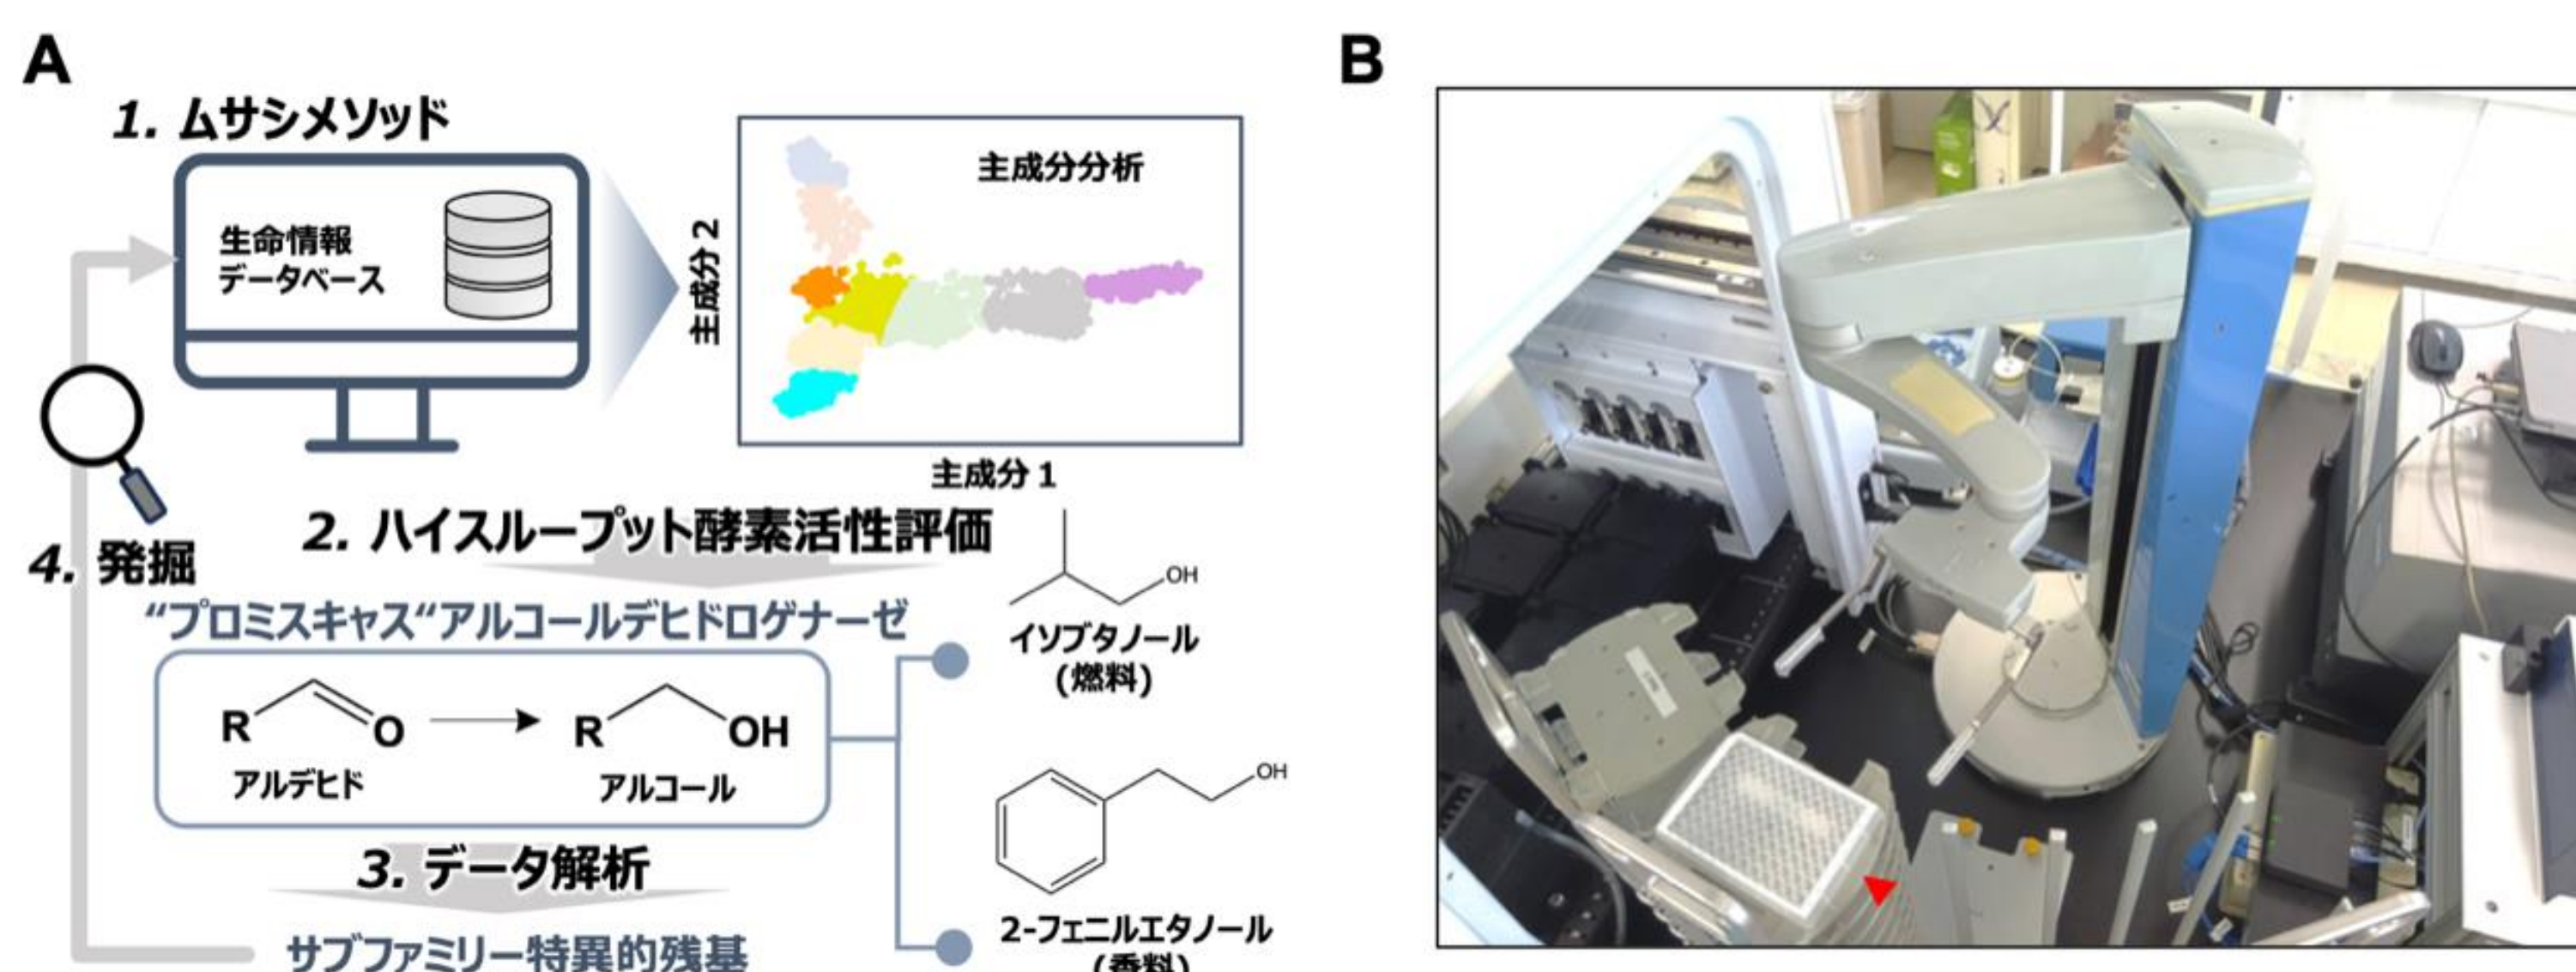 A
1. ムサシメソッド
生命情報
データベース
主成分分析
主成分２
主成分１
2. ハイスループット酵素活性評価
4. 発掘
“プロミスキャス“アルコールデヒドロゲナーゼ
R
O
アルデヒド
R
OH
アルコール
OH
イソブタノール
(燃料)
OH
2-フェニルエタノール
(香料)
3. データ解析
サブファミリー特異的残基
B